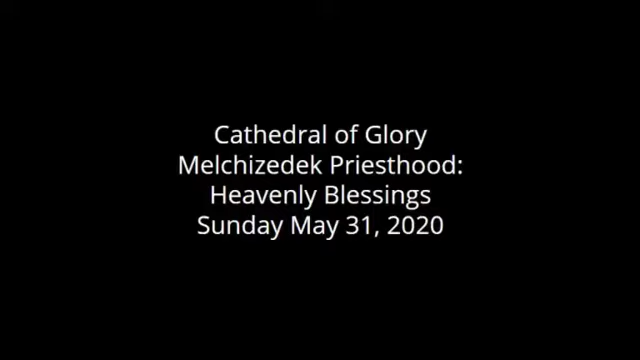 Cathedral of Glory
Melchizedek Priesthood:
Heavenly Blessings
Sunday May 31, 2020